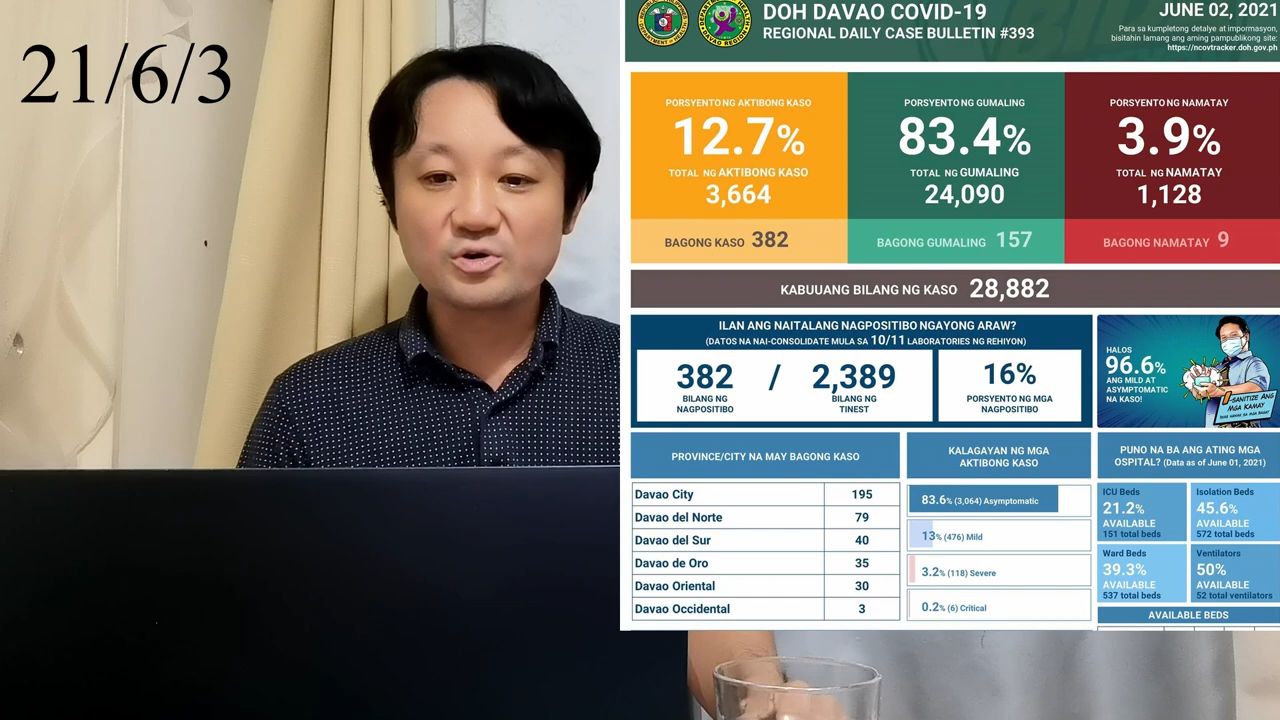 21/6/3
DOH DAVAO COVID-19
REGIONAL DAILY CASE BULLETIN #393
JUNE 02, 2021
Para sa kumpletong detalye at impormasyon,
bisitahin lamang ang aming pampublikong site:
https://ncovtracker.doh.gov.ph
PORSYENTO NG AKTIBONG KASO
12.7%
TOTAL NG AKTIBONG KASO
3,664
BAGONG KASO 382
PORSYENTO NG GUMALING
83.4%
TOTAL NG GUMALING
24,090
BAGONG GUMALING 157
PORSYENTO NG NAMATAY
3.9%
TOTAL NG NAMATAY
1,128
BAGONG NAMATAY 9
KABUUANG BILANG NG KASO 28,882
ILAN ANG NAITALANG NAGPOSITIBO NGAYONG ARAW?
(DATOS NA NAI-CONSOLIDATE MULA SA 10/11 LABORATORIES NG REHIYON)
382 / 2,389
BILANG NG NAGPOSITIBO
BILANG NG TINEST
16%
PORSYENTO NG MGA NAGPOSITIBO
HALOS
96.6%
ANG MILD AT
ASYMPTOMATIC
NA KASO!
I-SANITIZE ANG
MGA KAMAY
PROVINCE/CITY NA MAY BAGONG KASO
Davao City 195
Davao del Norte 79
Davao del Sur 40
Davao de Oro 35
Davao Oriental 30
Davao Occidental 3
KALAGAYAN NG MGA
AKTIBONG KASO
83.6% (3,064) Asymptomatic
13% (476) Mild
3.2% (118) Severe
0.2% (6) Critical
PUNO NA BA ANG ATING MGA
OSPITAL? (Data as of June 01, 2021)
ICU Beds
21.2%
AVAILABLE
151 total beds
Isolation Beds
45.6%
AVAILABLE
572 total beds
Ward Beds
39.3%
AVAILABLE
537 total beds
Ventilators
50%
AVAILABLE
52 total ventilators
AVAILABLE BEDS